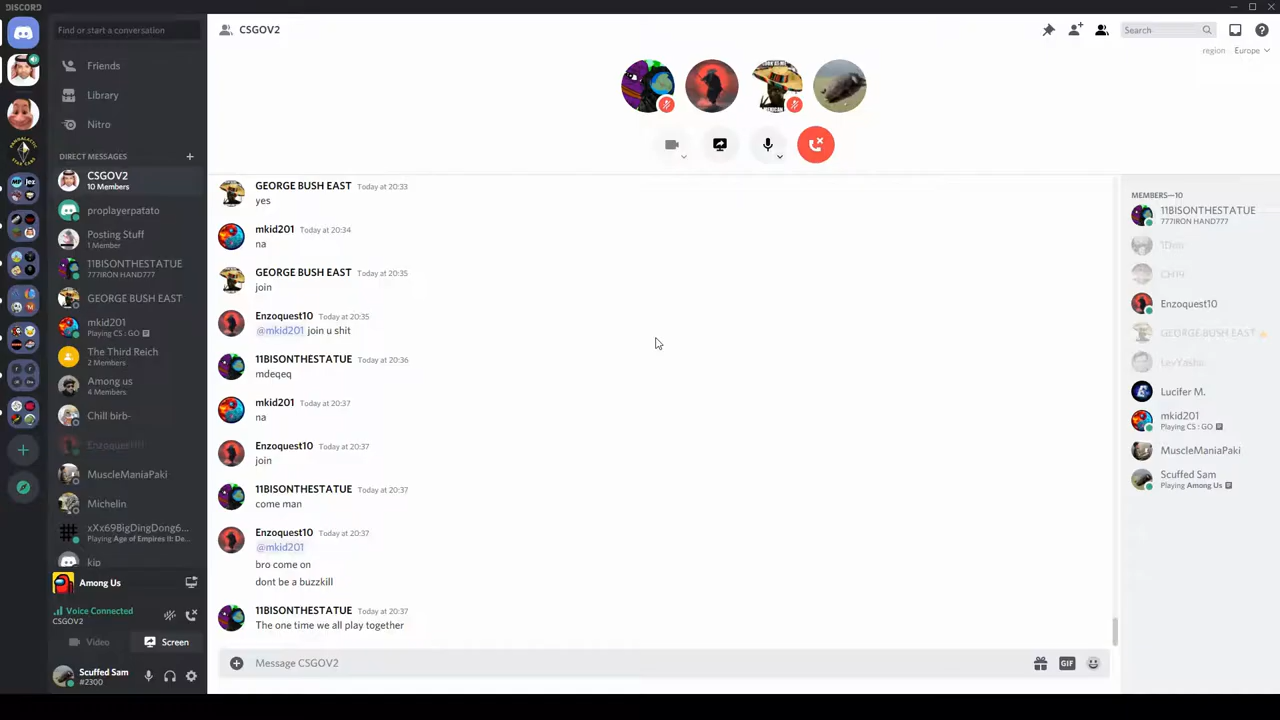 DISCORD
Find or start a conversation
Friends
Library
Nitro
DIRECT MESSAGES
CSGOV2
10 Members
proplayerpatato
Posting Stuff
1 Member
11BISONTHESTATUE
777IRON HAND777
GEORGE BUSH EAST
mkid201
Playing CS : GO
The Third Reich
2 Members
Among us
4 Members
Chill birb-
MuscleManiaPaki
Michelin
xXx69BigDingDong6...
Playing Age of Empires II: De...
kip
Among Us
Voice Connected
CSGOV2
Video
Screen
Scuffed Sam
#2300
CSGOV2
Search
region Europe
GEORGE BUSH EAST Today at 20:33
yes
mkid201 Today at 20:34
na
GEORGE BUSH EAST Today at 20:35
join
Enzoquest10 Today at 20:35
@mkid201 join u shit
11BISONTHESTATUE Today at 20:36
mdeqeq
mkid201 Today at 20:37
na
Enzoquest10 Today at 20:37
join
11BISONTHESTATUE Today at 20:37
come man
Enzoquest10 Today at 20:37
@mkid201
bro come on
dont be a buzzkill
11BISONTHESTATUE Today at 20:37
The one time we all play together
Message CSGOV2
GIF
MEMBERS—10
11BISONTHESTATUE
777IRON HAND777
CH19
Enzoquest10
GEORGE BUSH EAST
LevYasha
Lucifer M.
mkid201
Playing CS : GO
MuscleManiaPaki
Scuffed Sam
Playing Among Us